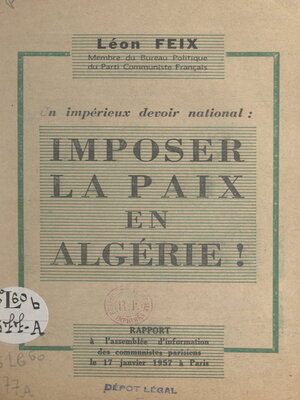 Léon FEIX
Membre du Bureau Politique
du Parti Communiste Français
Un impérieux devoir national :
IMPOSER
LA PAIX
EN
ALGÉRIE !
RAPPORT
à l'assemblée d'information
des communistes parisiens
le 17 janvier 1957 à Paris
DÉPOT LÉGAL